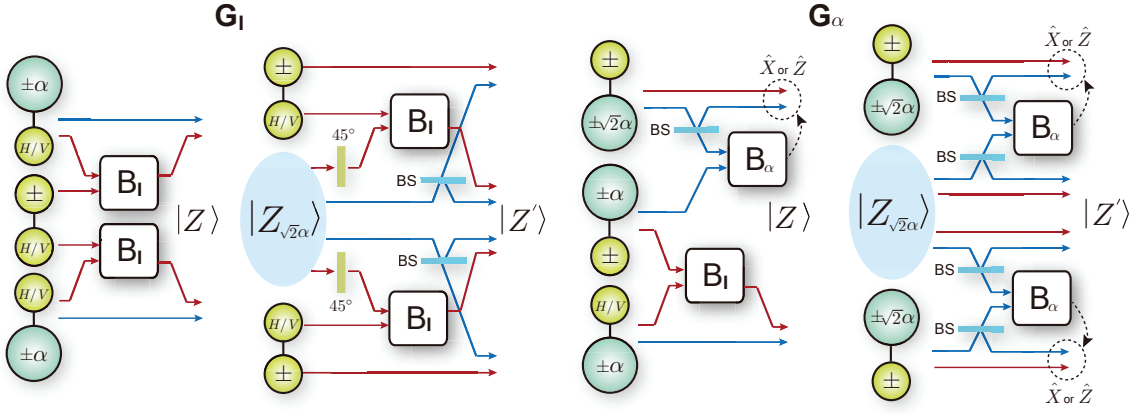 G_I
±α
H/V
±
H/V
H/V
±α
B_I
B_I
|Z⟩
±
H/V
45°
B_I
|Z_{√2α}⟩
BS
BS
45°
B_I
H/V
±
|Z'⟩
G_α
±
±√2α
BS
X̂ or Ẑ
B_α
±α
±
H/V
±α
B_I
|Z⟩
±
±√2α
BS
X̂ or Ẑ
B_α
BS
|Z_{√2α}⟩
|Z'⟩
BS
B_α
BS
±√2α
±
X̂ or Ẑ